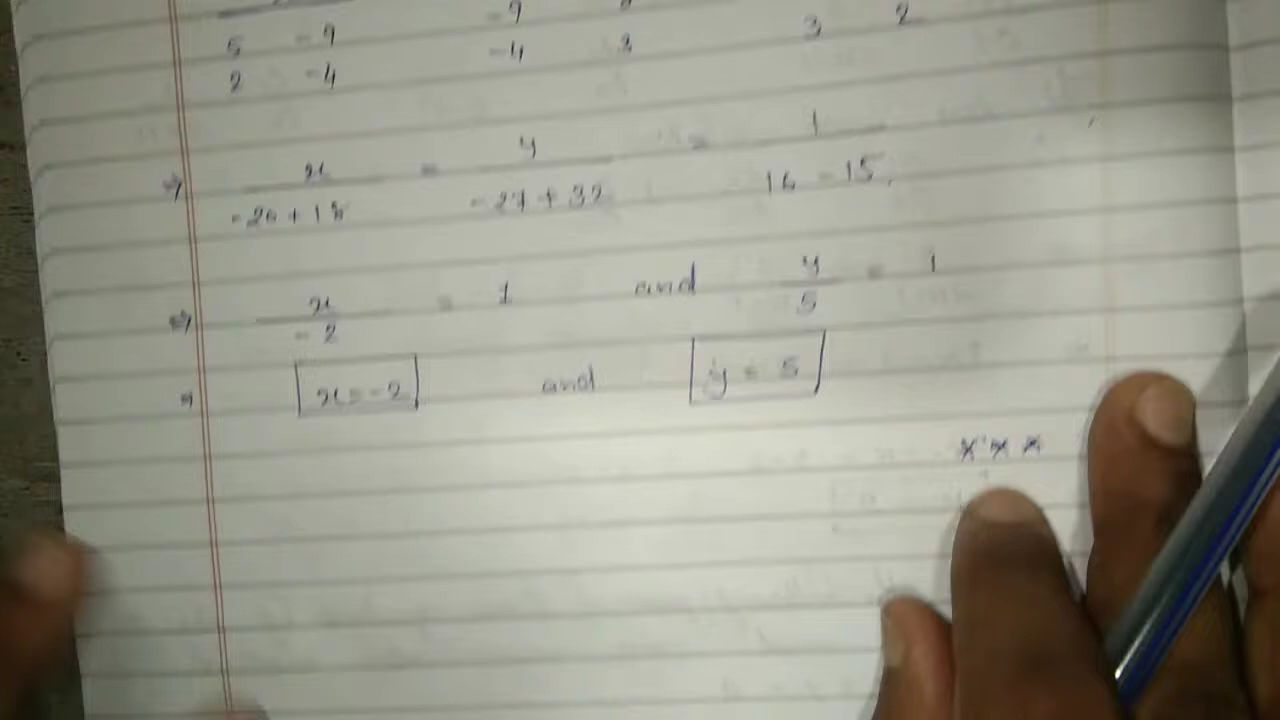 5 -9 -9 8
2 -4 -4 3 3 2
⇒ x = y = 1
-20 + 18 -27 + 32 16 - 15
⇒ x/-2 = 1 and y/5 = 1
⇒ x = -2 and y = 5
x x x